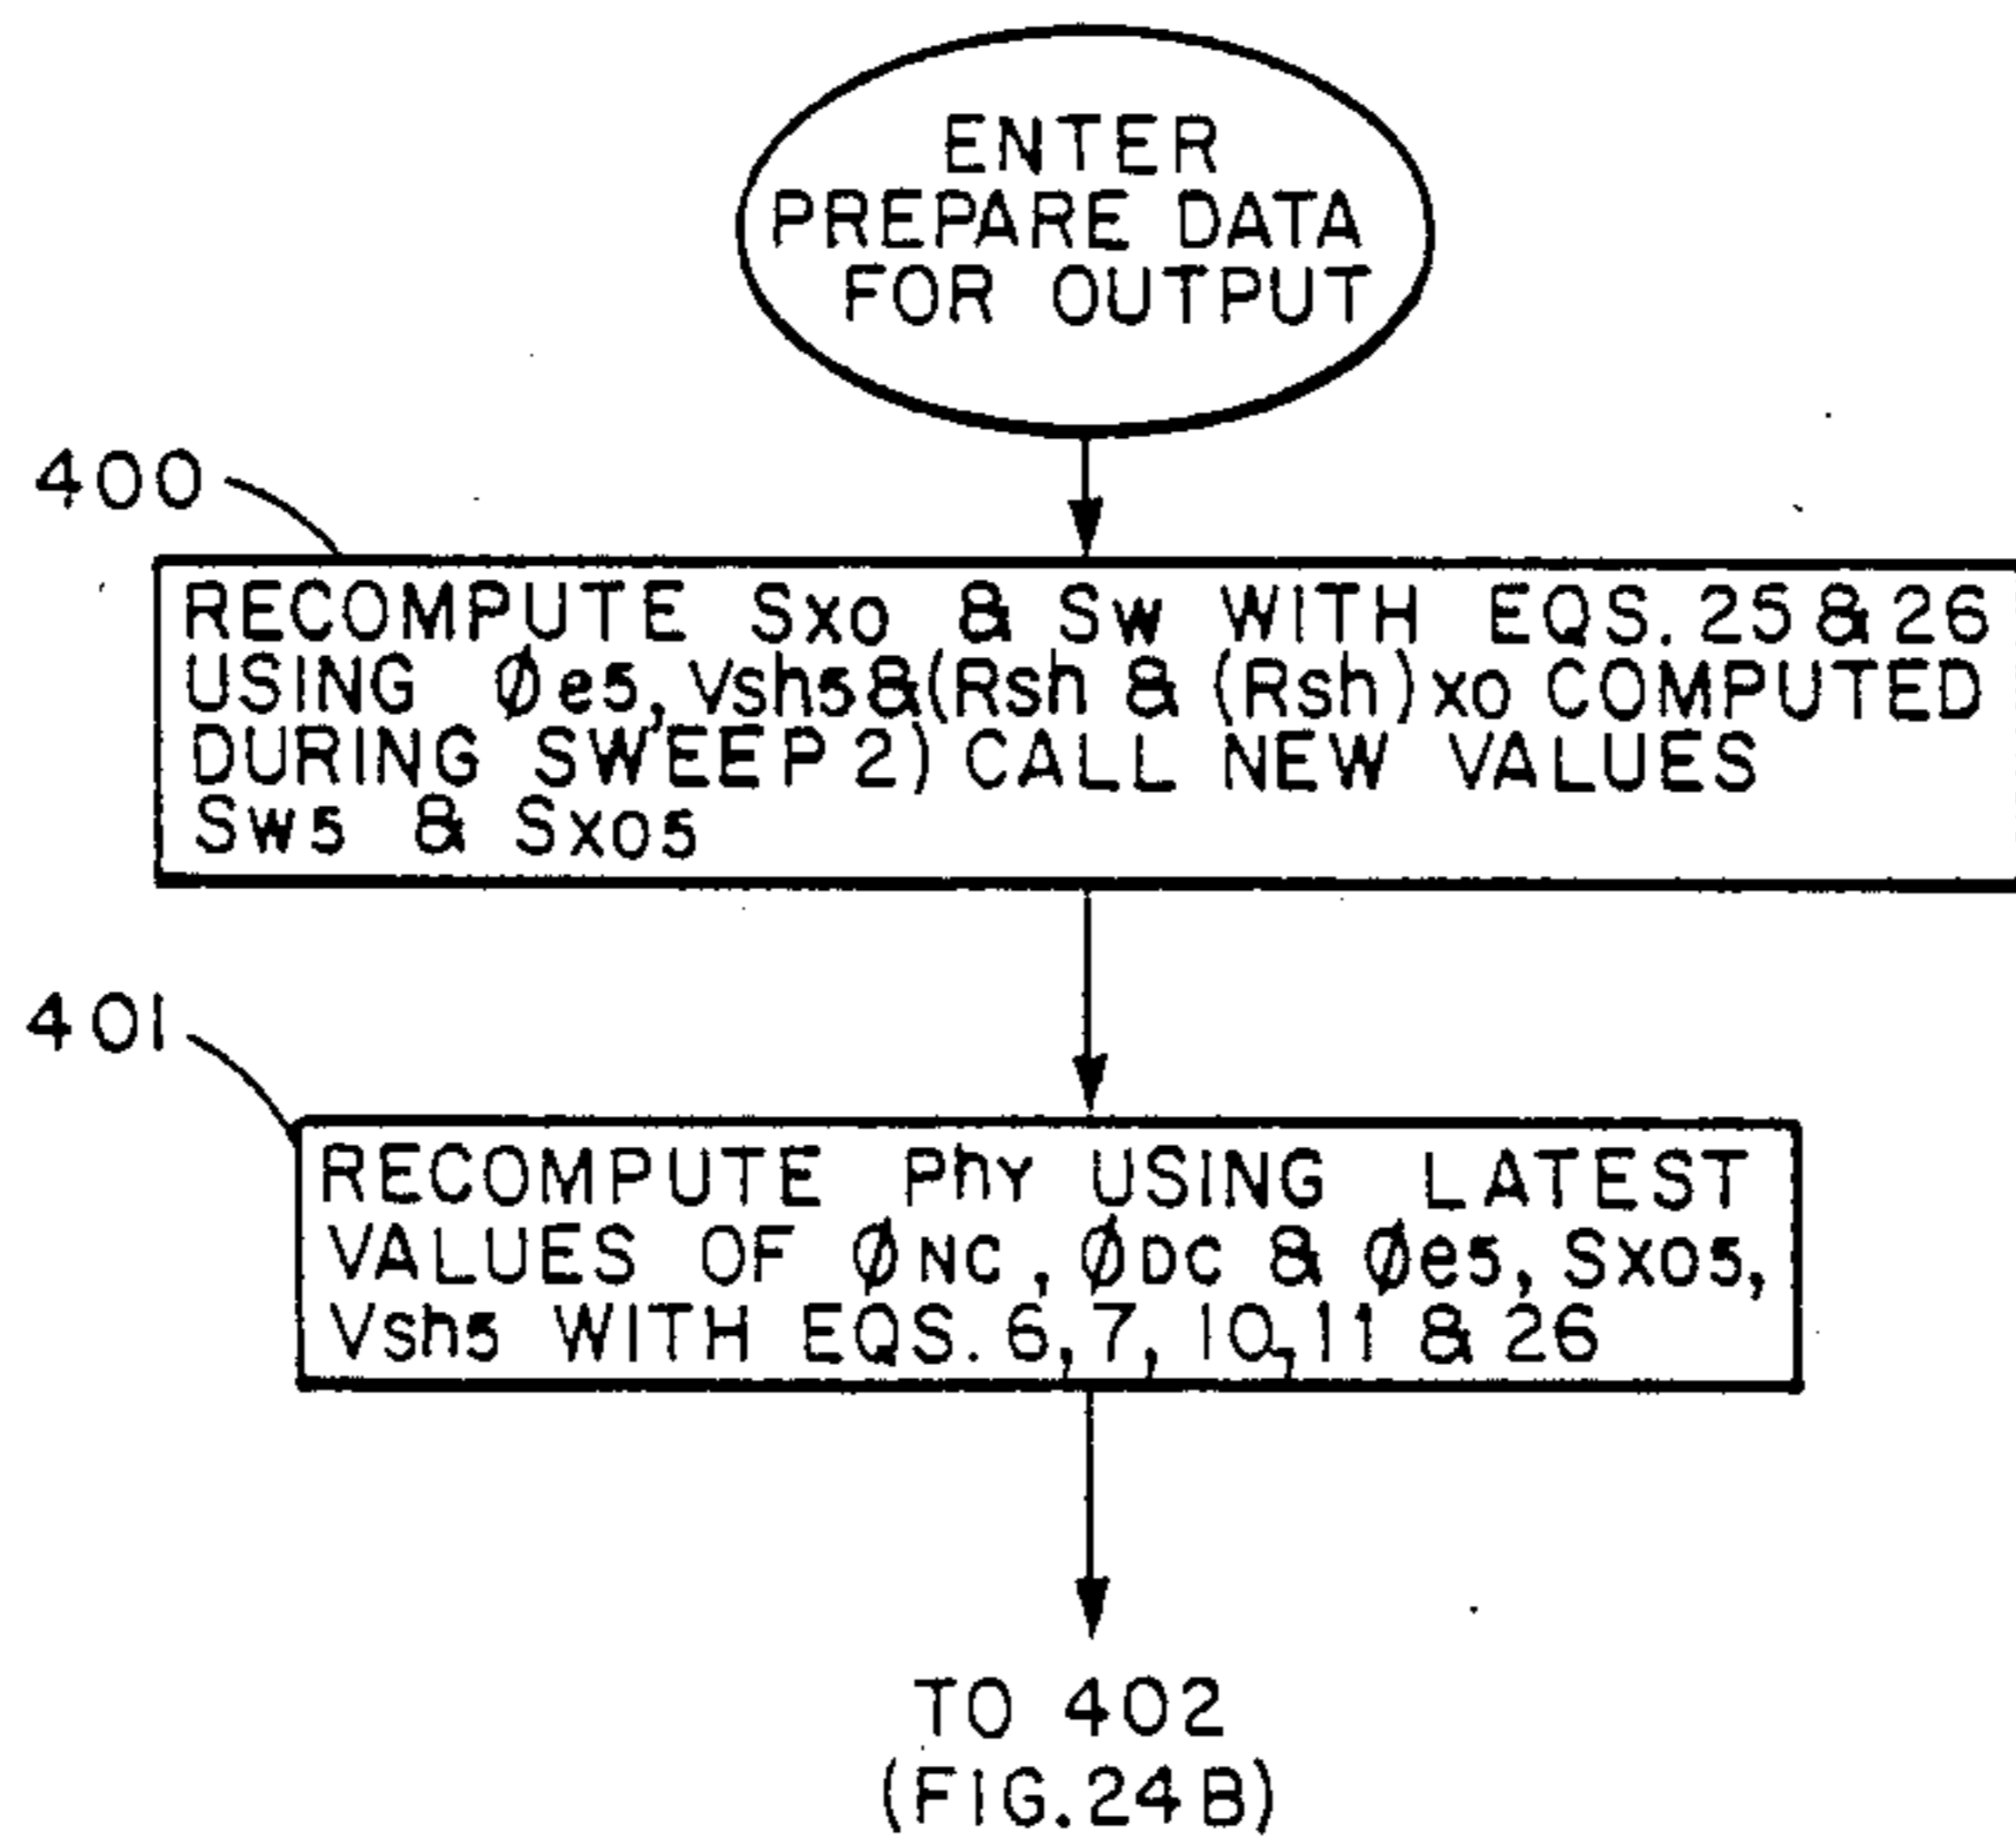 ENTER
PREPARE DATA
FOR OUTPUT
400
RECOMPUTE Sxo & Sw WITH EQS. 25 & 26
USING Øe5, Vsh5 & (Rsh & (Rsh) xo COMPUTED
DURING SWEEP 2) CALL NEW VALUES
Sw5 & Sxo5
401
RECOMPUTE PhY USING LATEST
VALUES OF ØNC, ØDC & Øe5, Sxo5,
Vsh5 WITH EQS. 6, 7, 10, 11 & 26
TO 402
(FIG. 24B)